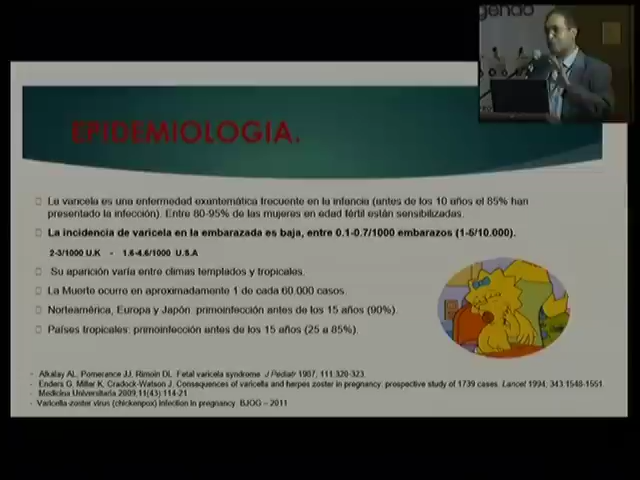 EPIDEMIOLOGIA.
La varicela es una enfermedad exantemática frecuente en la infancia (antes de los 10 años el 85% han
presentado la infección). Entre 80-95% de las mujeres en edad fértil están sensibilizadas.
La incidencia de varicela en la embarazada es baja, entre 0.1-0.7/1000 embarazos (1-5/10.000).
2-3/1000 U.K - 1.6-4.6/1000 U.S.A
Su aparición varía entre climas templados y tropicales.
La Muerte ocurre en aproximadamente 1 de cada 60.000 casos.
Norteamérica, Europa y Japón: primoinfección antes de los 15 años (90%).
Países tropicales: primoinfección antes de los 15 años (25 a 85%).
- Alkalay AL, Pomerance JJ, Rimoin DL. Fetal varicela syndrome. J Pediatr 1987, 111:320-323.
- Enders G, Miller K, Cradock-Watson J. Consequences of varicella and herpes zoster in pregnancy: prospective study of 1739 cases. Lancet 1994, 343:1548-1551.
- Medicina Universitaria 2009;11(43):114-21
- Varicella-zoster virus (chickenpox) infection in pregnancy. BJOG – 2011